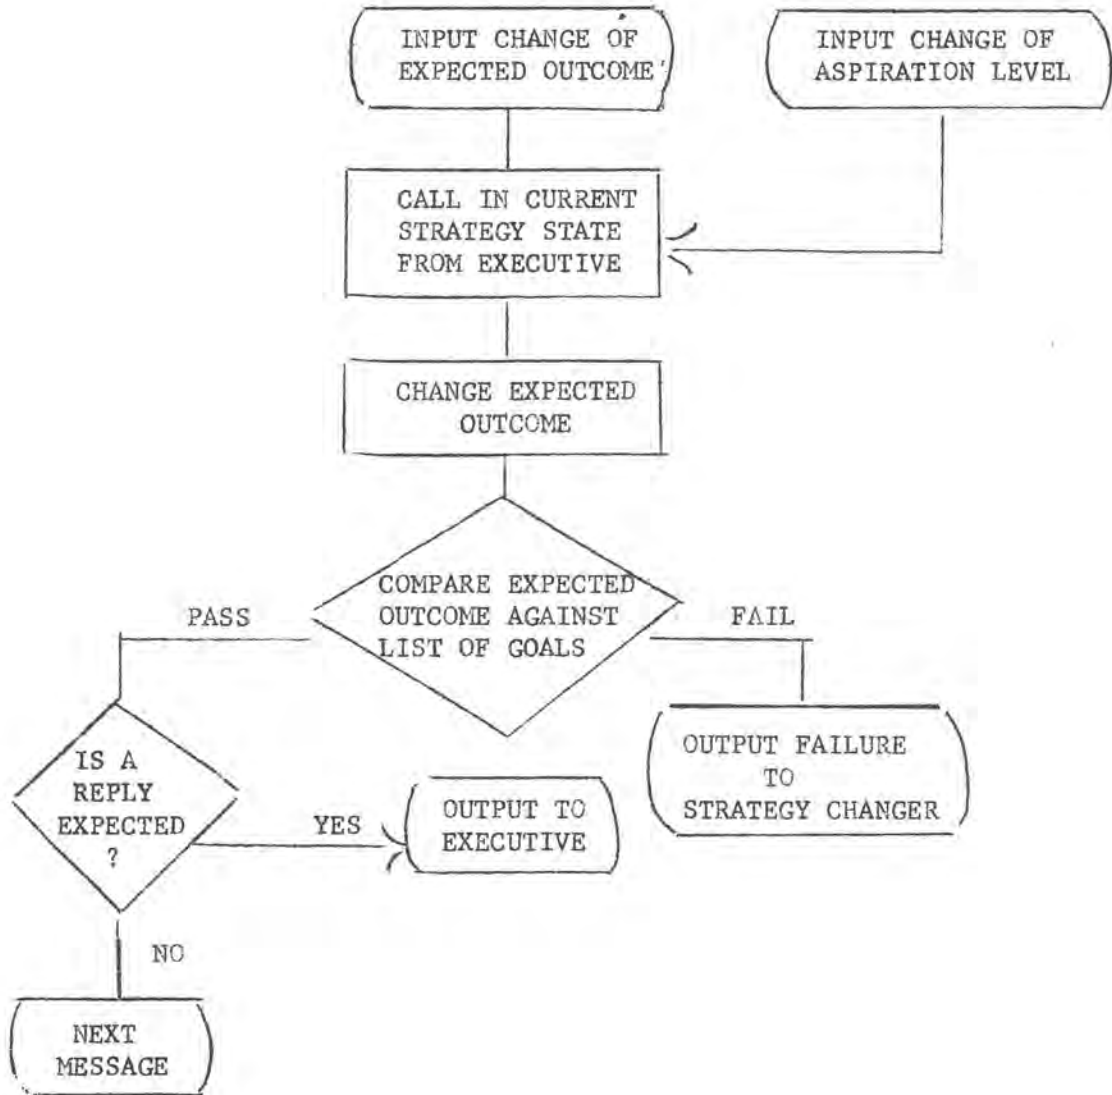 INPUT CHANGE OF
EXPECTED OUTCOME
INPUT CHANGE OF
ASPIRATION LEVEL
CALL IN CURRENT
STRATEGY STATE
FROM EXECUTIVE
CHANGE EXPECTED
OUTCOME
COMPARE EXPECTED
OUTCOME AGAINST
LIST OF GOALS
PASS
FAIL
IS A
REPLY
EXPECTED
?
YES
OUTPUT TO
EXECUTIVE
OUTPUT FAILURE
TO
STRATEGY CHANGER
NO
NEXT
MESSAGE